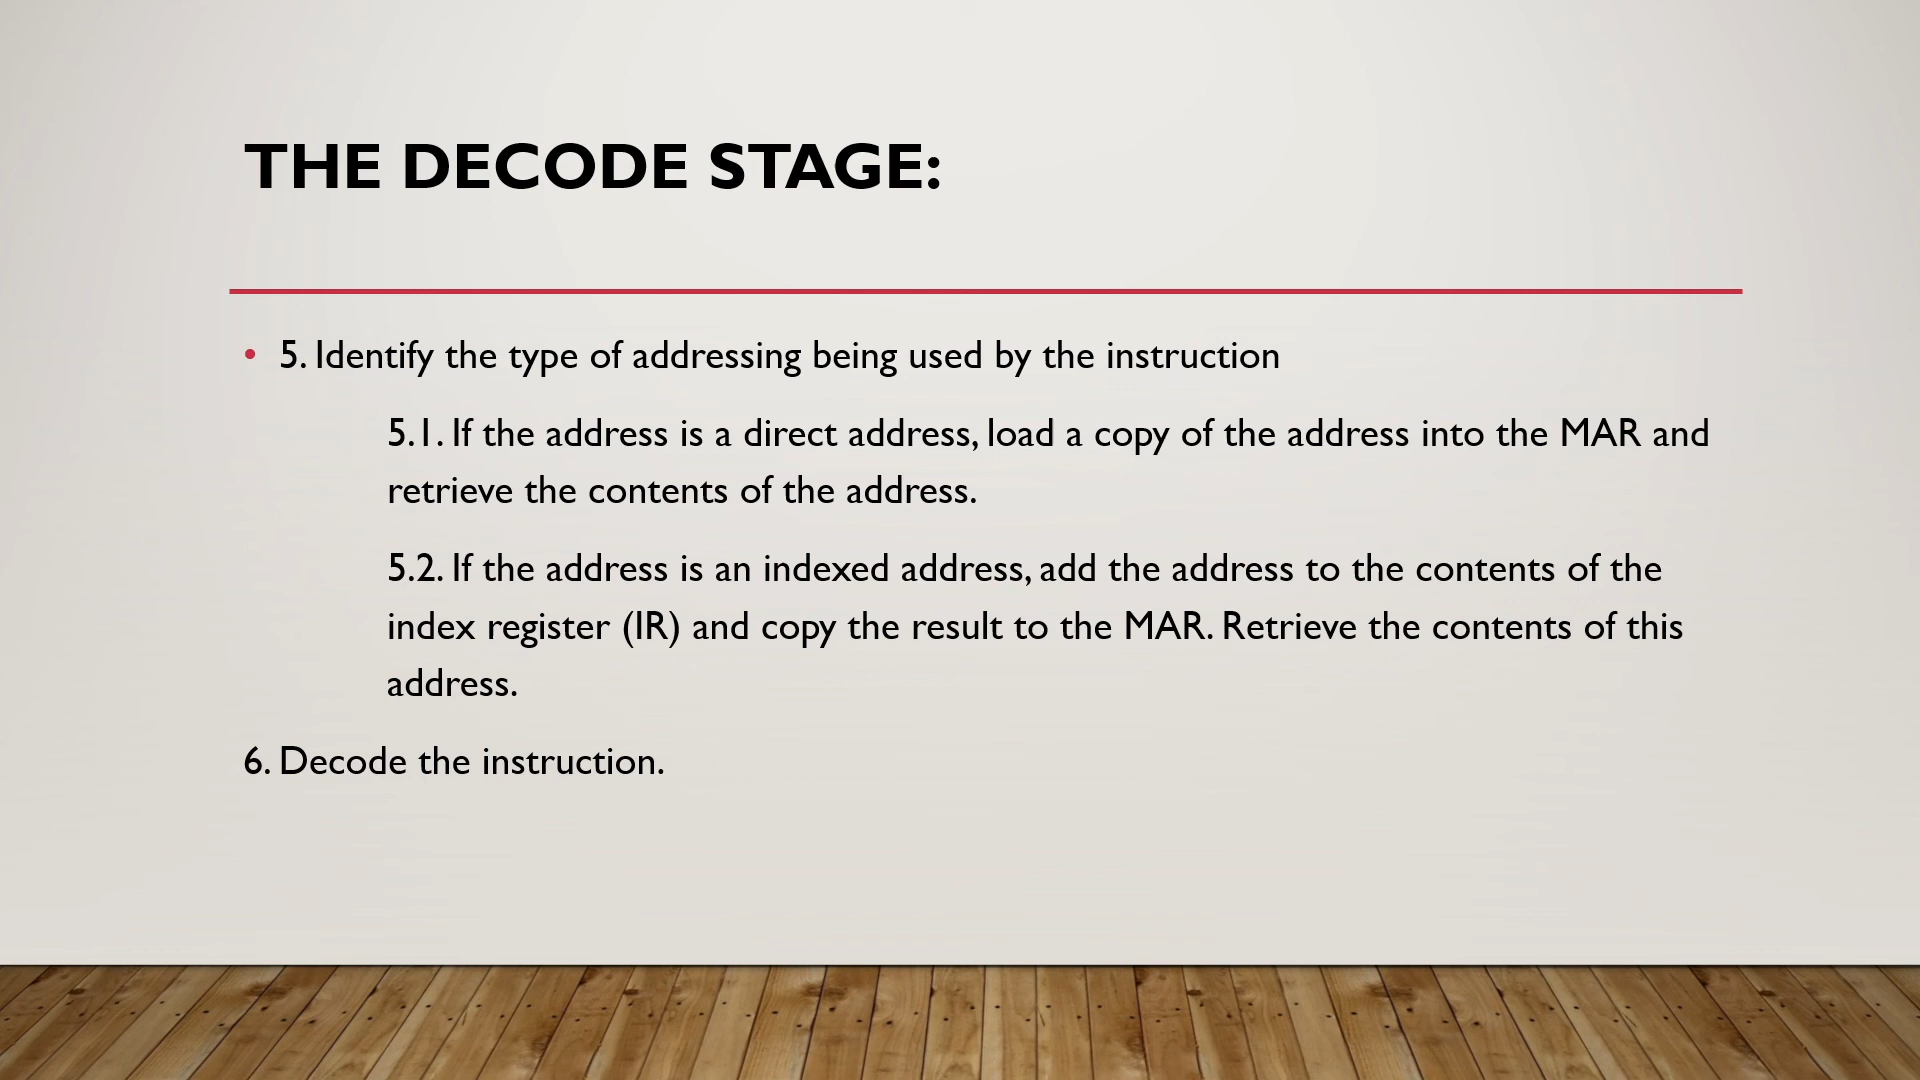 THE DECODE STAGE:
• 5. Identify the type of addressing being used by the instruction
5.1. If the address is a direct address, load a copy of the address into the MAR and
retrieve the contents of the address.
5.2. If the address is an indexed address, add the address to the contents of the
index register (IR) and copy the result to the MAR. Retrieve the contents of this
address.
6. Decode the instruction.